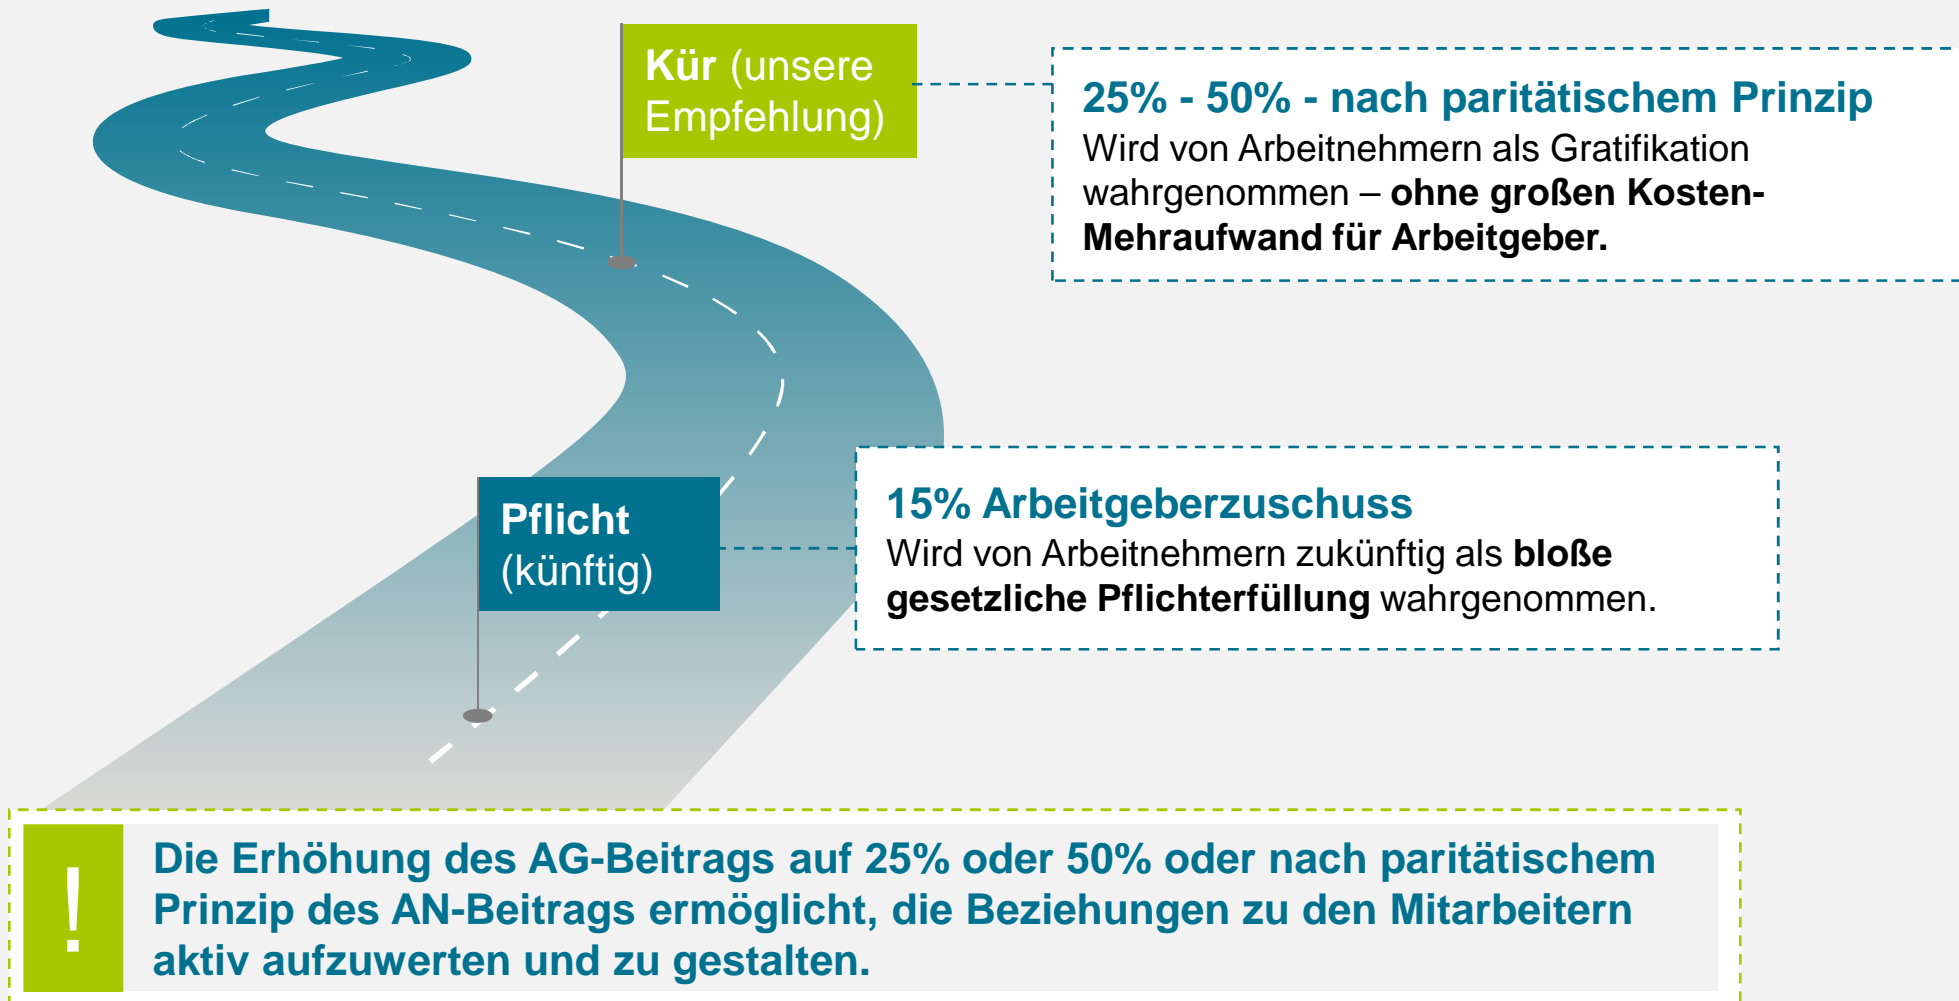 Kür (unsere
Empfehlung)
25% - 50% - nach paritätischem Prinzip
Wird von Arbeitnehmern als Gratifikation
wahrgenommen – ohne großen Kosten-
Mehraufwand für Arbeitgeber.
Pflicht
(künftig)
15% Arbeitgeberzuschuss
Wird von Arbeitnehmern zukünftig als bloße
gesetzliche Pflichterfüllung wahrgenommen.
!
Die Erhöhung des AG-Beitrags auf 25% oder 50% oder nach paritätischem
Prinzip des AN-Beitrags ermöglicht, die Beziehungen zu den Mitarbeitern
aktiv aufzuwerten und zu gestalten.